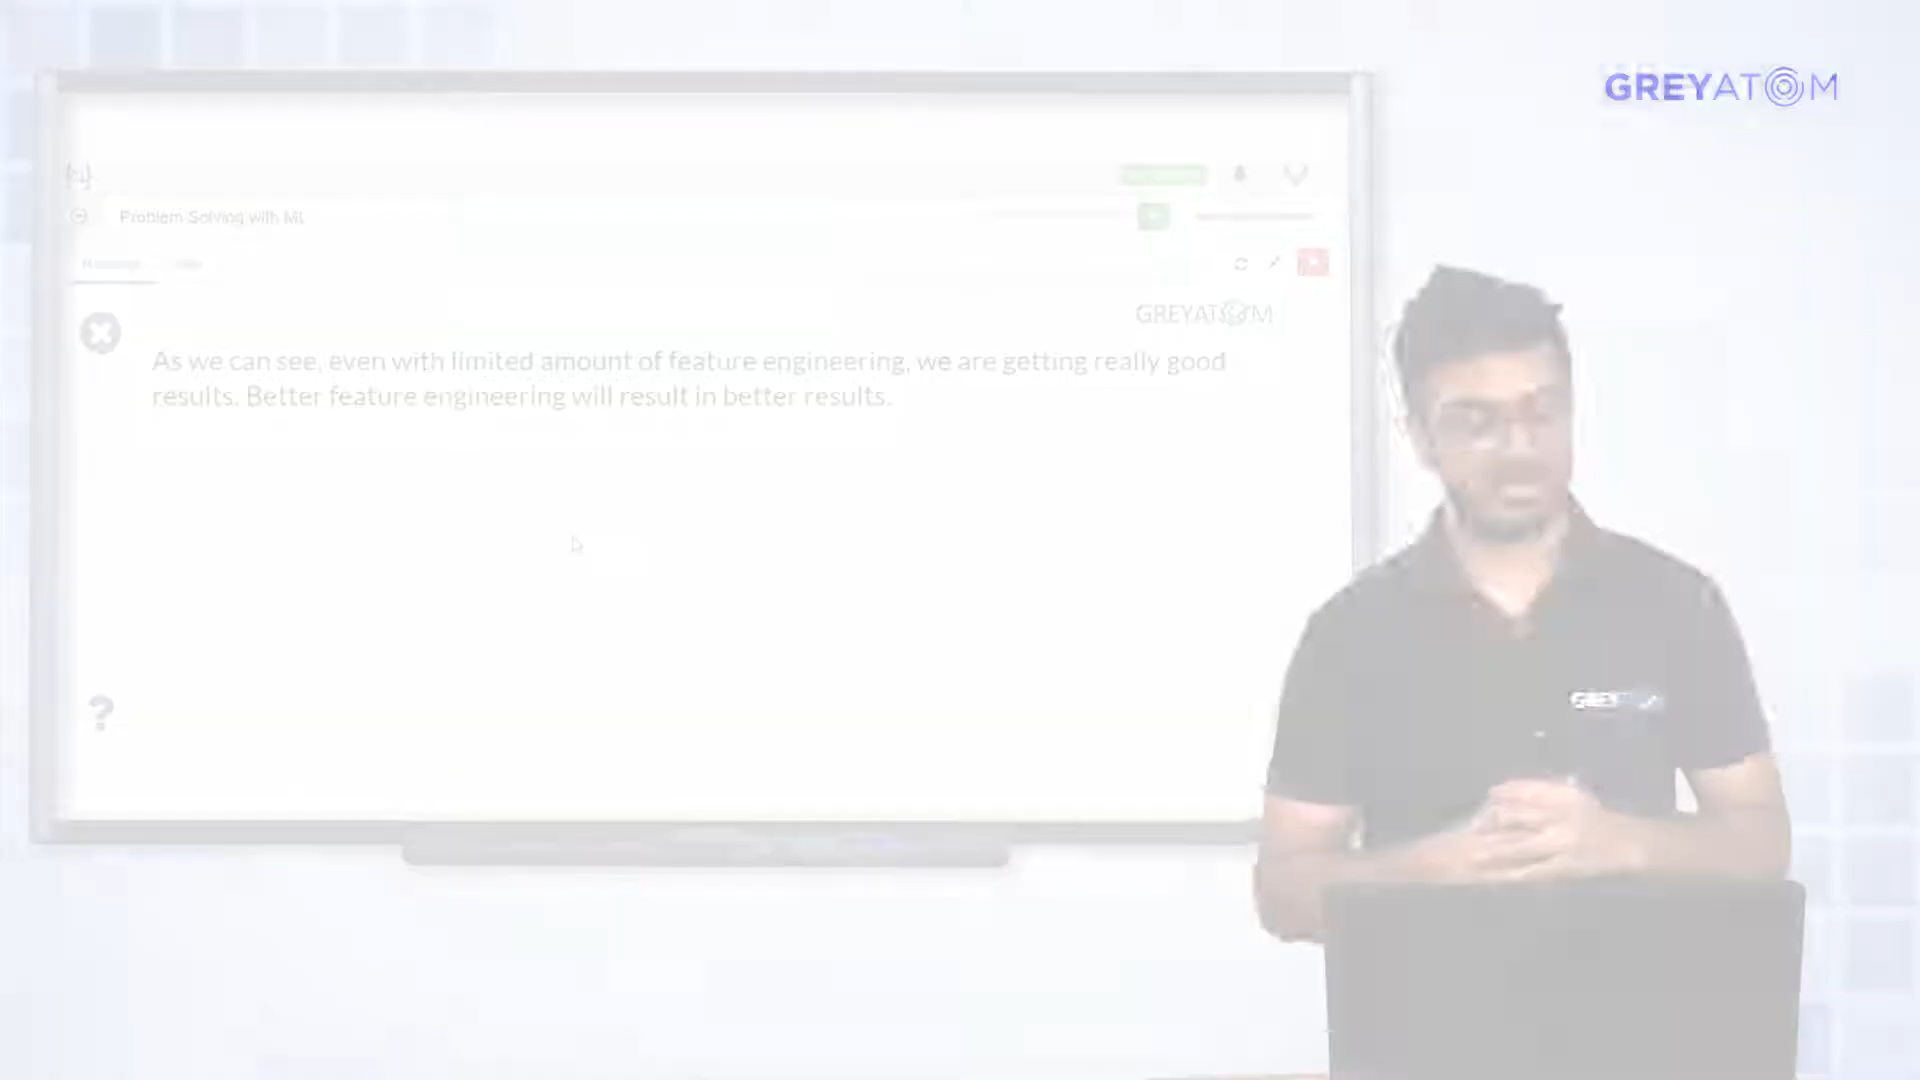 GREYATOM
Problem Solving with ML
GREYATOM
As we can see, even with limited amount of feature engineering, we are getting really good
results. Better feature engineering will result in better results.
?